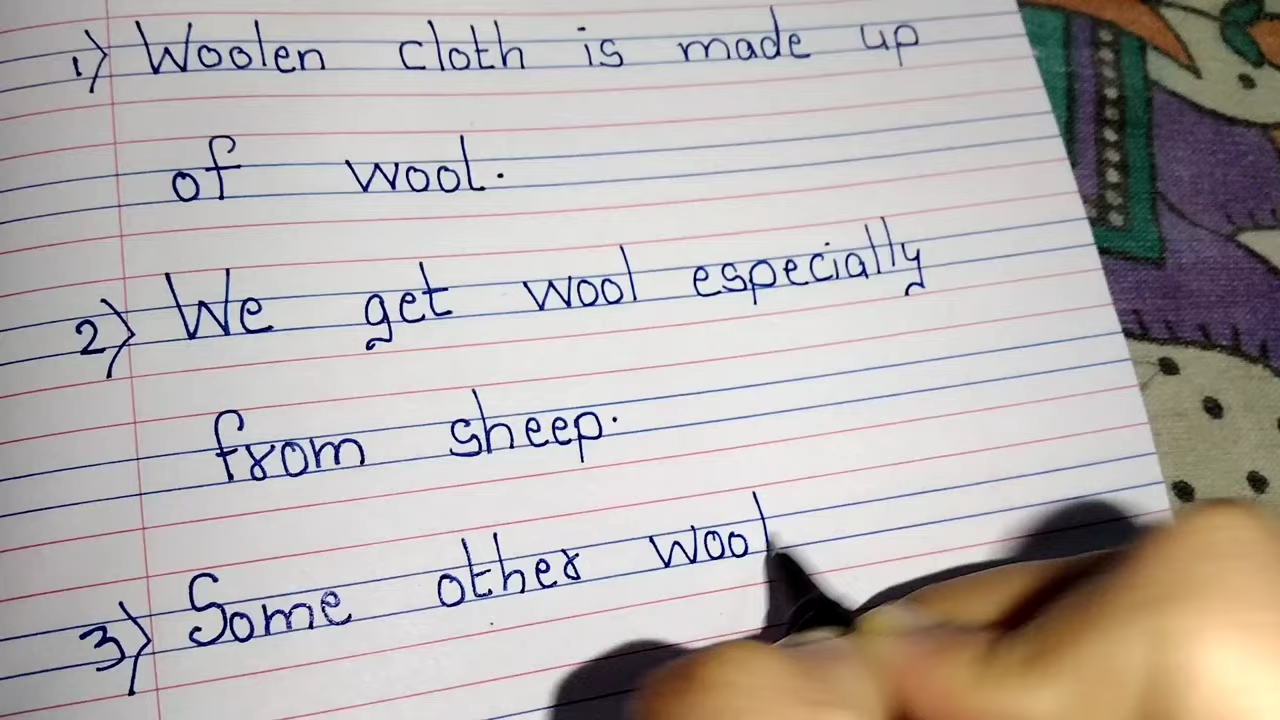 1) Woolen cloth is made up
of wool.
2) We get wool especially
from sheep.
3) Some other wool